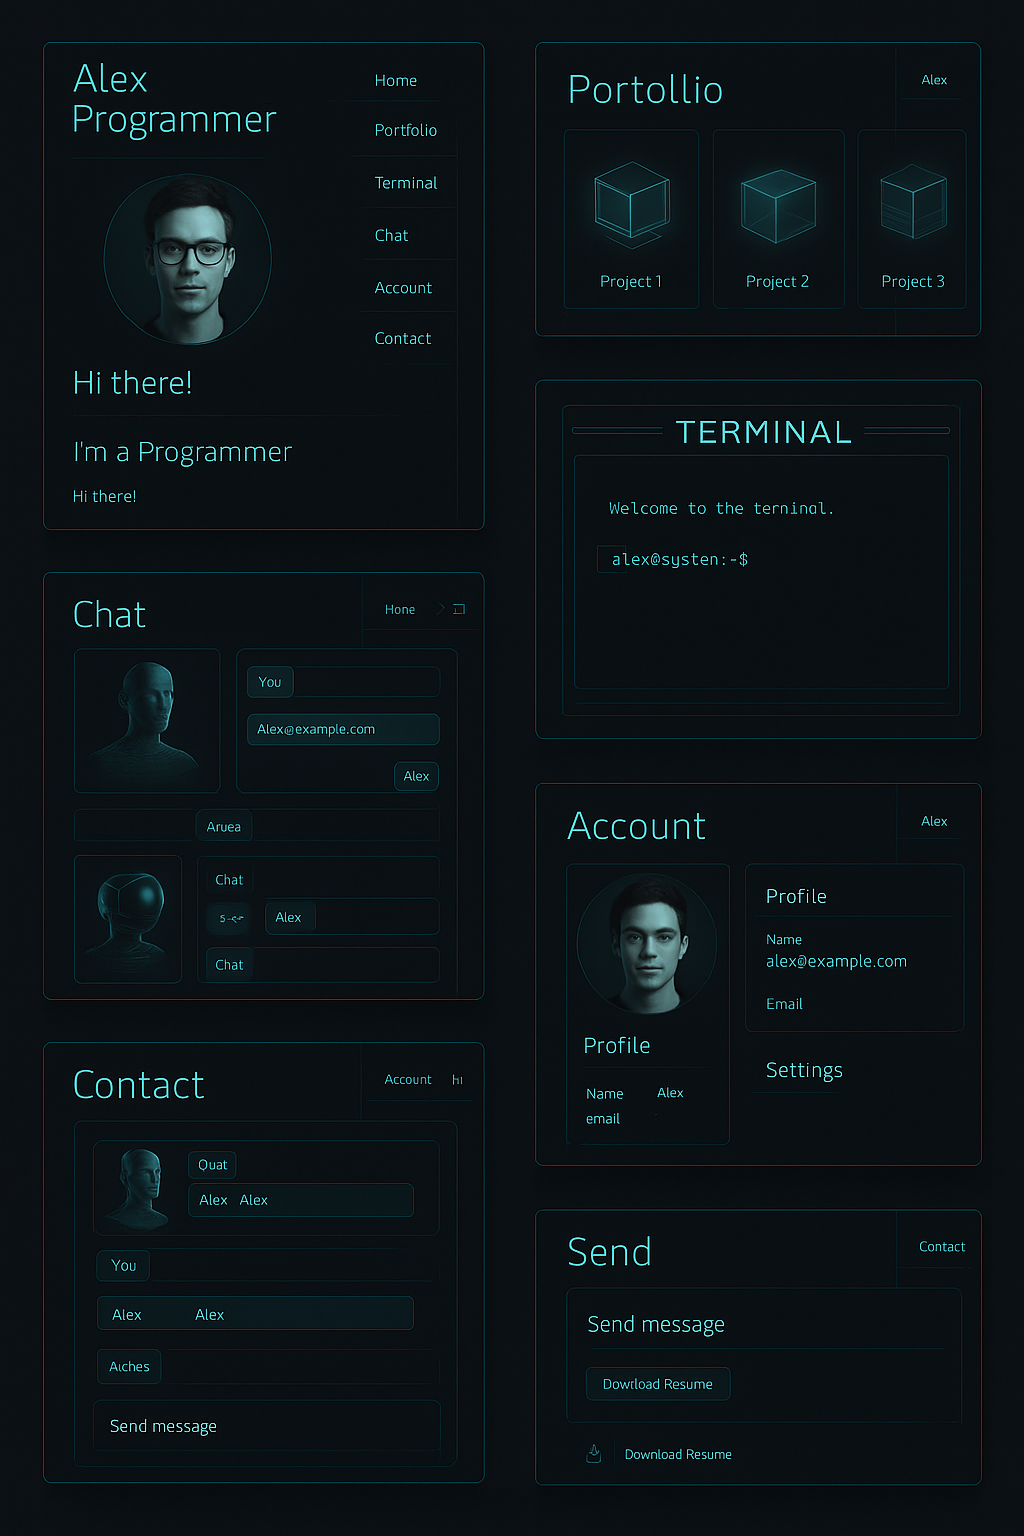 Alex
Programmer
Home
Portfolio
Terminal
Chat
Account
Contact
Hi there!
I'm a Programmer
Hi there!
Portollio
Alex
Project 1
Project 2
Project 3
TERMINAL
Welcome to the terninal.
alex@systen:-$
Chat
Hone
You
Alex@example.com
Alex
Aruea
Chat
Alex
Chat
Account
Alex
Profile
Name Alex
email
Profile
Name
alex@example.com
Email
Settings
Contact
Account
Quat
Alex Alex
You
Alex Alex
Aiches
Send message
Send
Contact
Send message
Download Resume
Download Resume